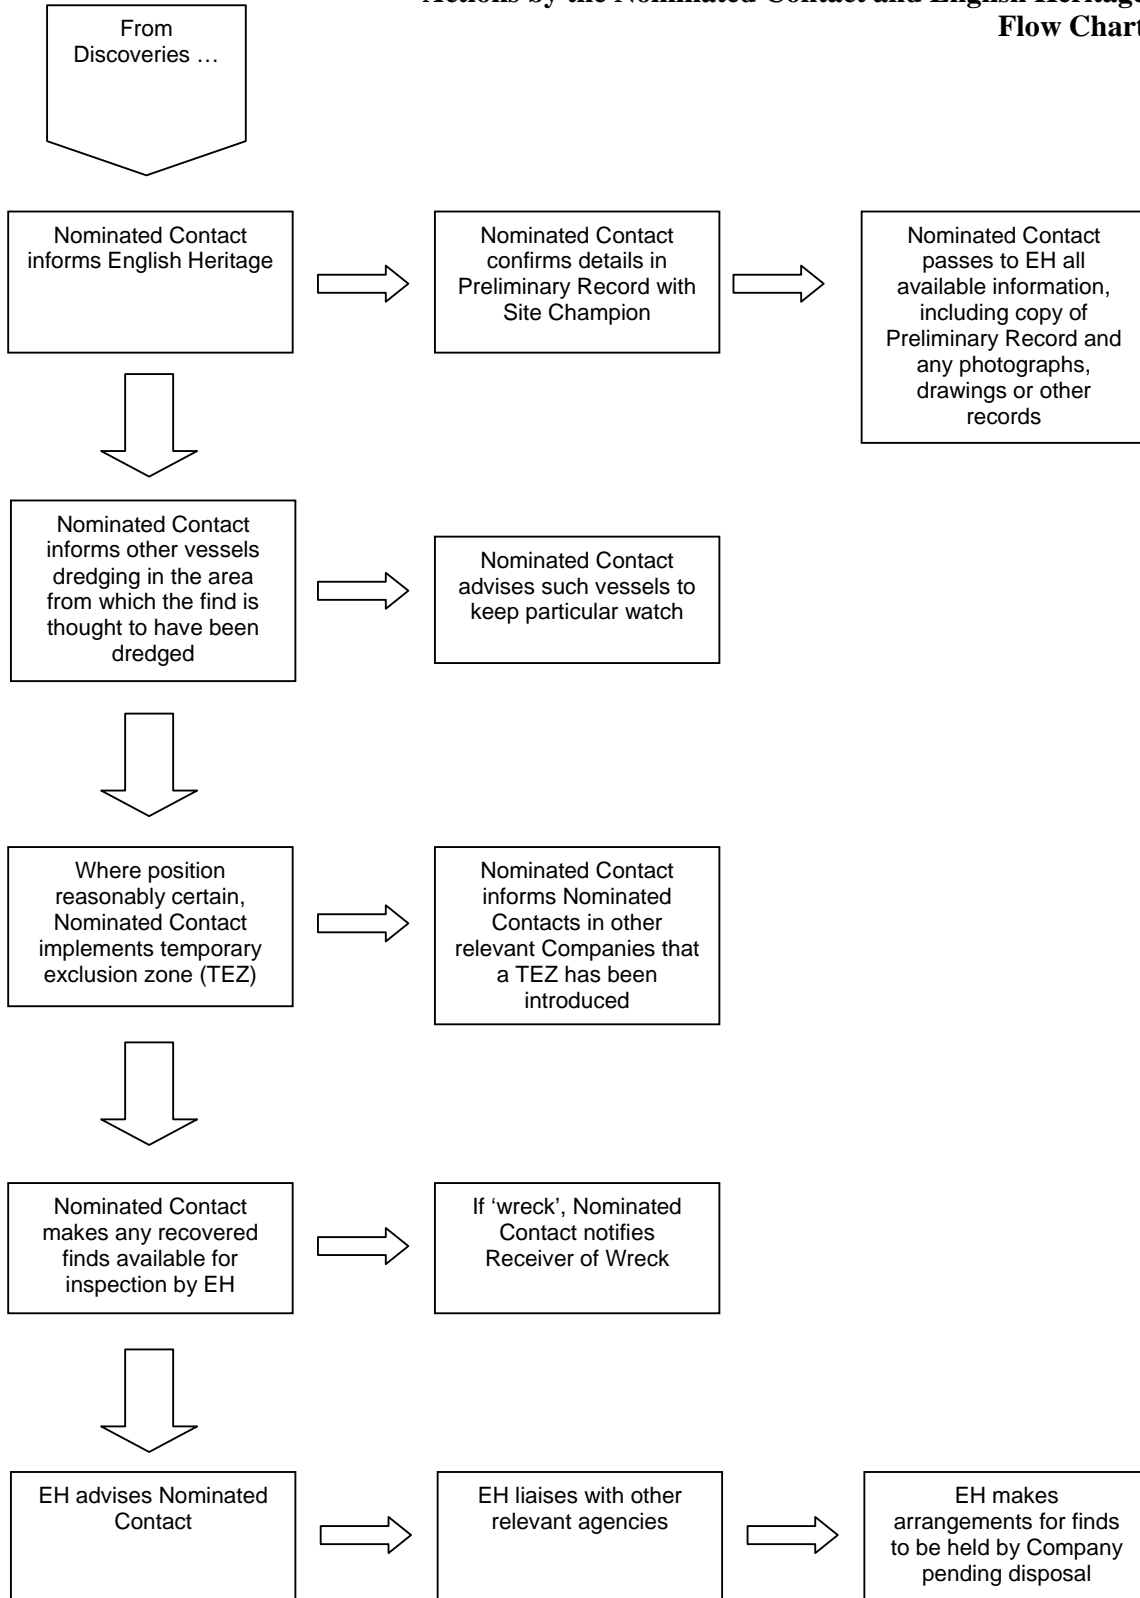 Actions by the Nominated Contact and English Heritage
Flow Chart
From
Discoveries …
Nominated Contact
informs English Heritage
Nominated Contact
confirms details in
Preliminary Record with
Site Champion
Nominated Contact
passes to EH all
available information,
including copy of
Preliminary Record and
any photographs,
drawings or other
records
Nominated Contact
informs other vessels
dredging in the area
from which the find is
thought to have been
dredged
Nominated Contact
advises such vessels to
keep particular watch
Where position
reasonably certain,
Nominated Contact
implements temporary
exclusion zone (TEZ)
Nominated Contact
informs Nominated
Contacts in other
relevant Companies that
a TEZ has been
introduced
Nominated Contact
makes any recovered
finds available for
inspection by EH
If ‘wreck’, Nominated
Contact notifies
Receiver of Wreck
EH advises Nominated
Contact
EH liaises with other
relevant agencies
EH makes
arrangements for finds
to be held by Company
pending disposal